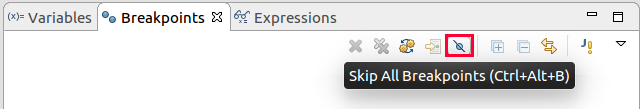 (x)= Variables Breakpoints Expressions
Skip All Breakpoints (Ctrl+Alt+B)